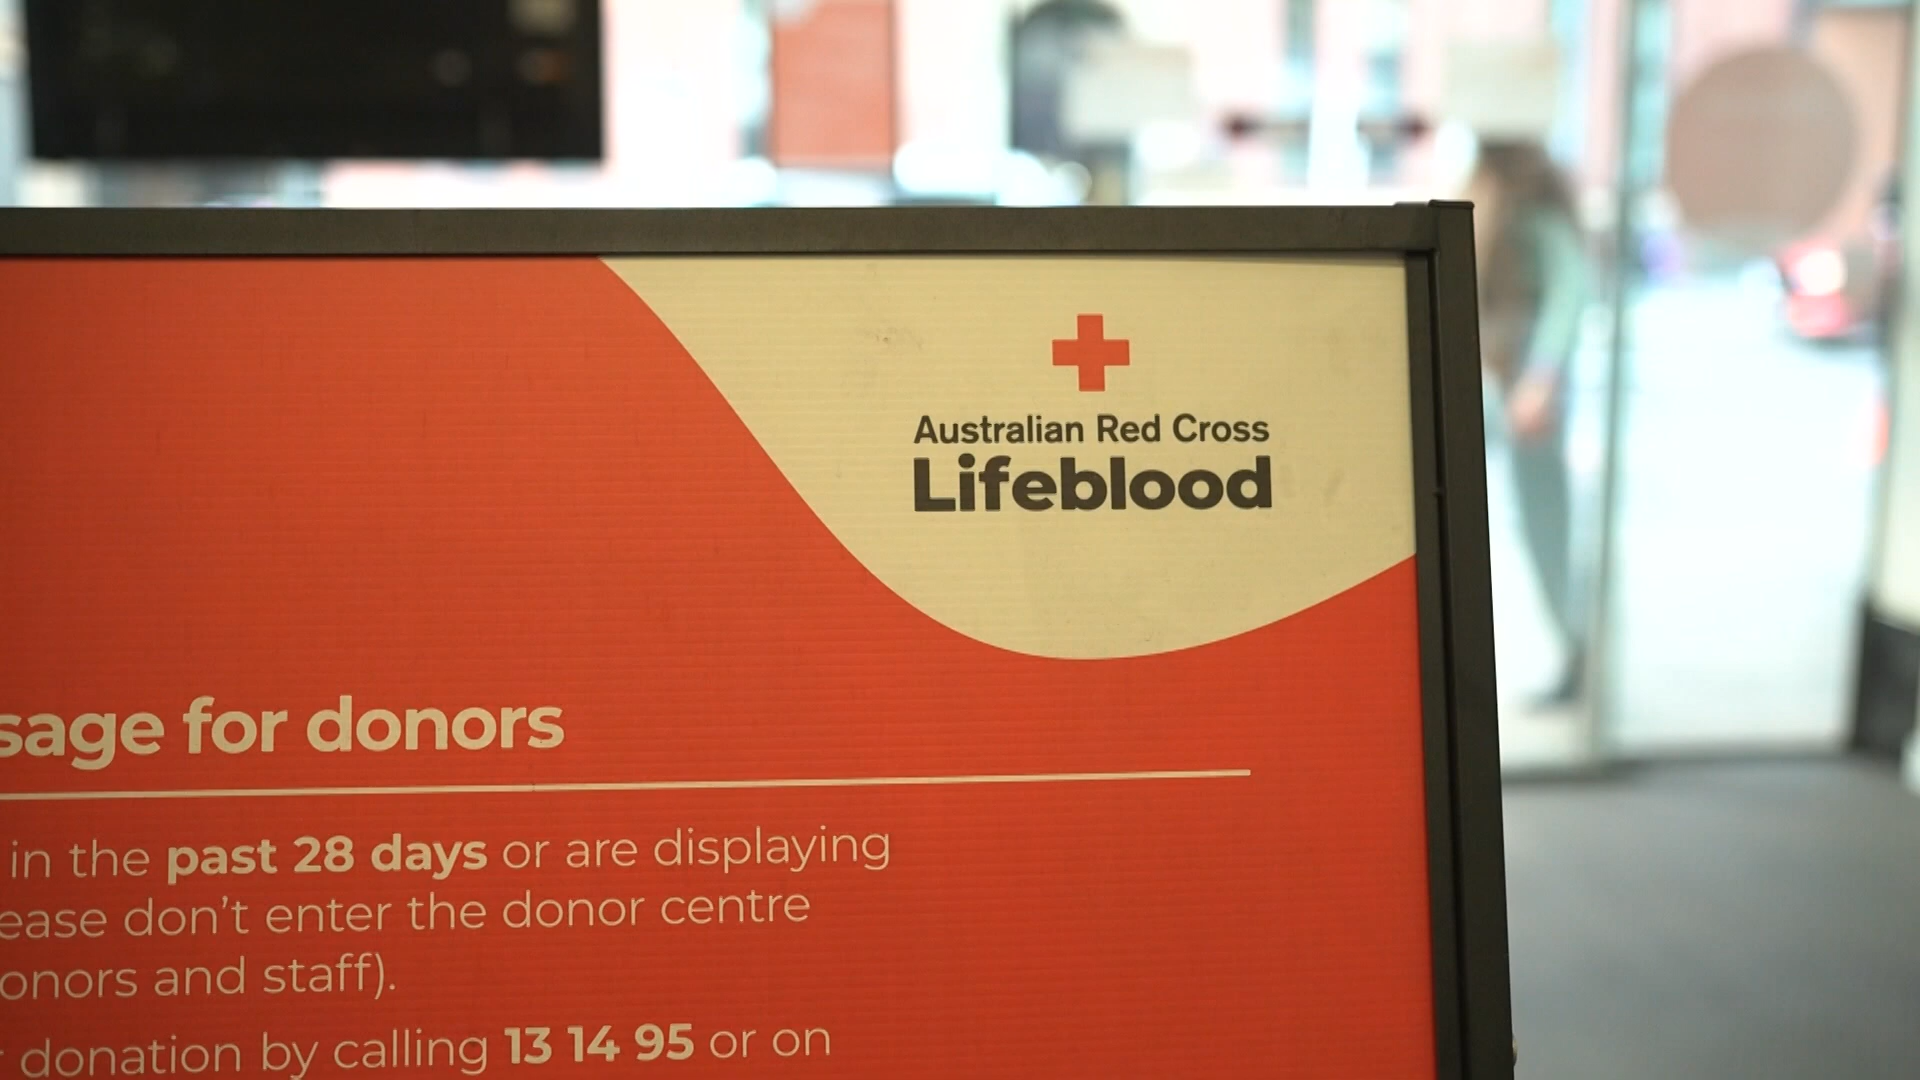 Australian Red Cross
Lifeblood
sage for donors
in the past 28 days or are displaying
ease don't enter the donor centre
onors and staff).
donation by calling 13 14 95 or on